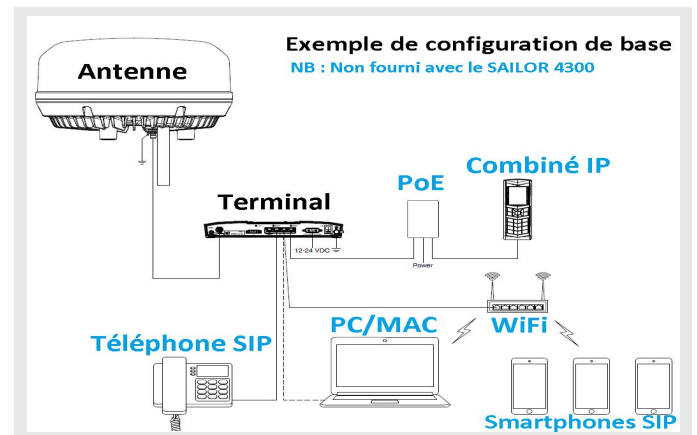 Exemple de configuration de base
NB : Non fourni avec le SAILOR 4300
Antenne
Combiné IP
PoE
Terminal
12-24 VDC
Power
PC/MAC
WiFi
Téléphone SIP
Smartphones SIP